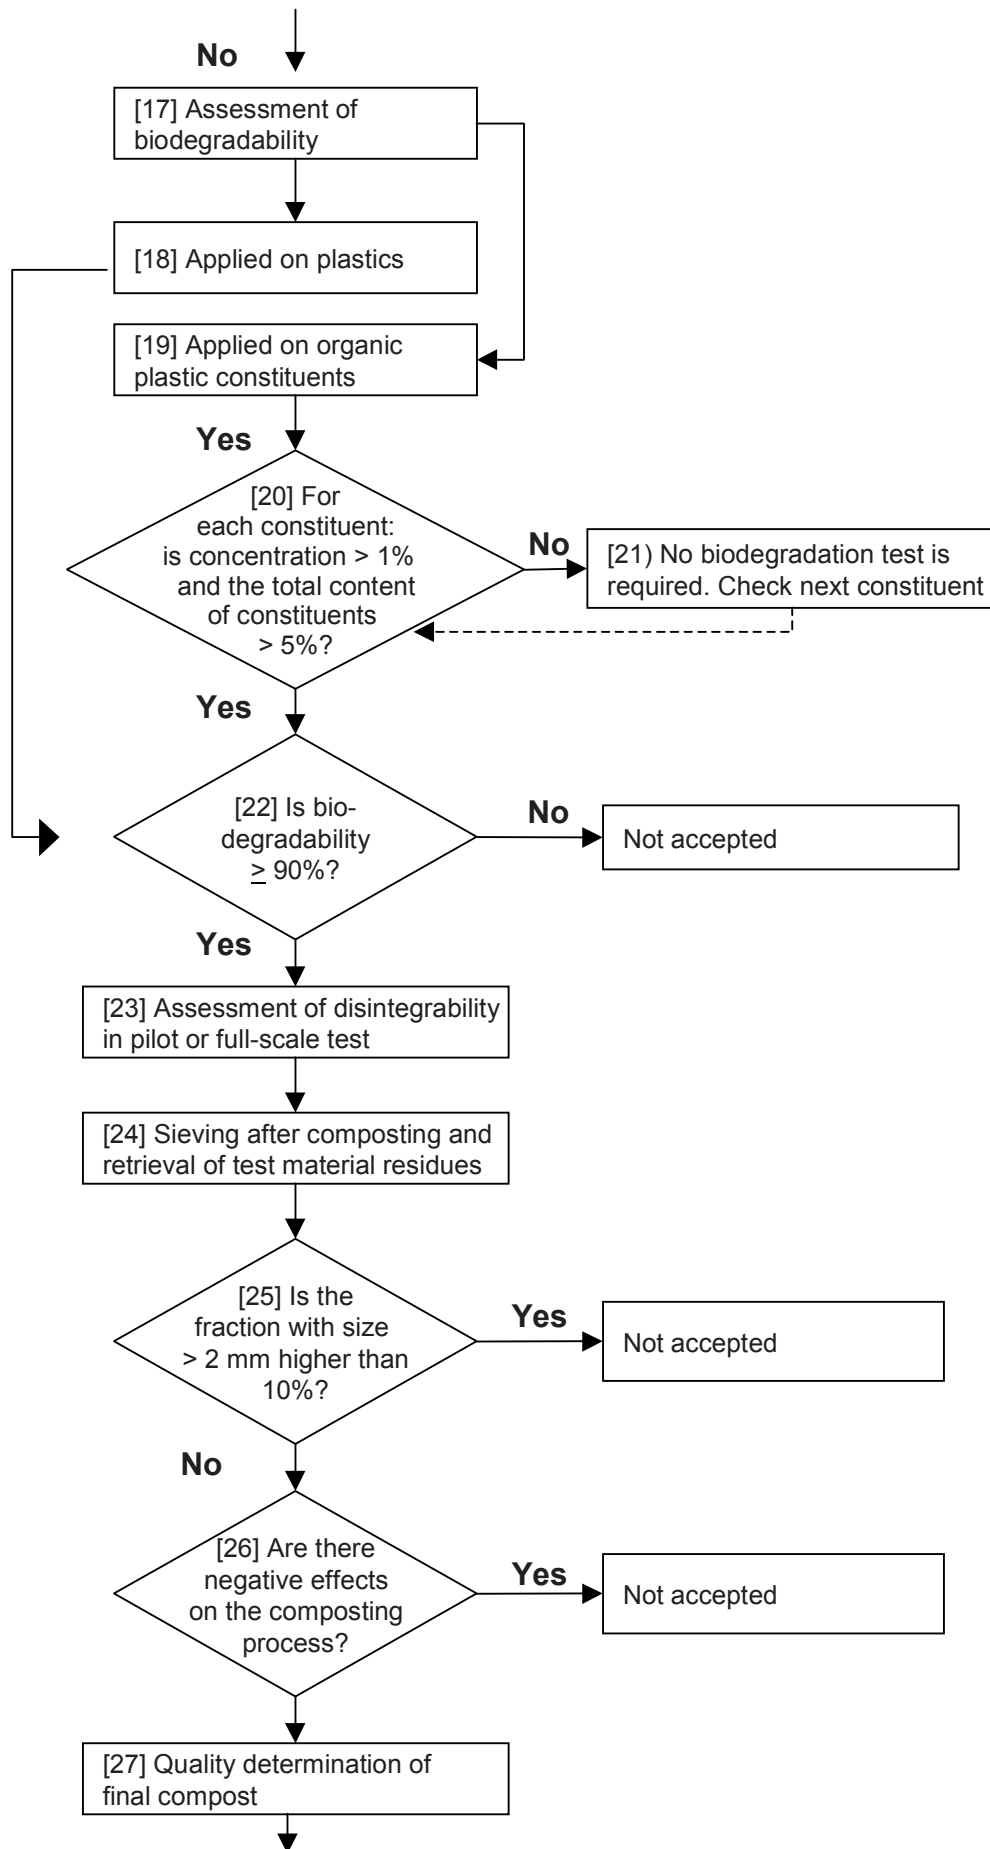 No
[17] Assessment of
biodegradability
[18] Applied on plastics
[19] Applied on organic
plastic constituents
Yes
[20] For
each constituent:
is concentration > 1%
and the total content
of constituents
> 5%?
No
[21) No biodegradation test is
required. Check next constituent
Yes
[22] Is bio-
degradability
≥ 90%?
No
Not accepted
Yes
[23] Assessment of disintegrability
in pilot or full-scale test
[24] Sieving after composting and
retrieval of test material residues
[25] Is the
fraction with size
> 2 mm higher than
10%?
Yes
Not accepted
No
[26] Are there
negative effects
on the composting
process?
Yes
Not accepted
[27] Quality determination of
final compost